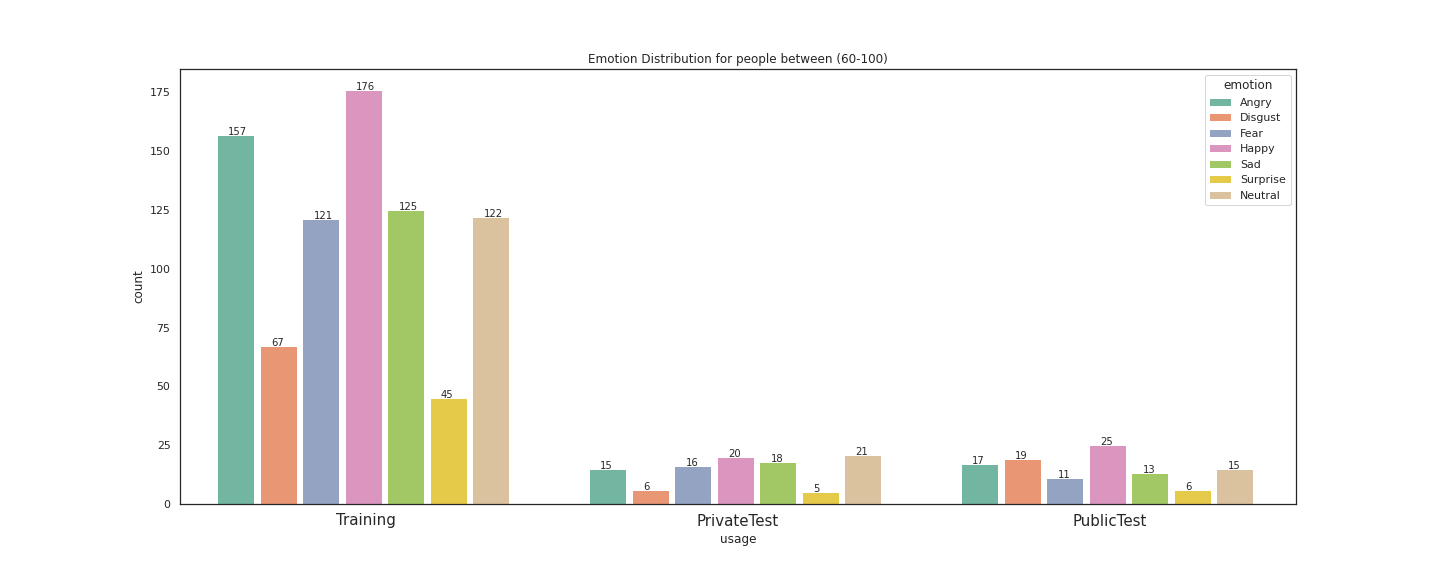 Emotion Distribution for people between (60-100)
emotion
Angry
Disgust
Fear
Happy
Sad
Surprise
Neutral
count
175
150
125
100
75
50
25
0
157
67
121
176
125
45
122
15
6
16
20
18
5
21
17
19
11
25
13
6
15
Training
PrivateTest
PublicTest
usage